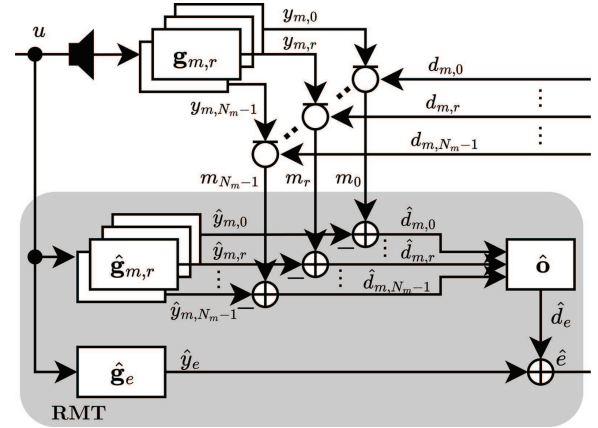 u
g_{m,r}
y_{m,0}
y_{m,r}
y_{m,N_m−1}
d_{m,0}
⋮
d_{m,r}
⋮
d_{m,N_m−1}
m_{N_m−1} m_r m_0
ŷ_{m,0}
ŷ_{m,r}
⋮
ŷ_{m,N_m−1}
− − −
ĝ_{m,r}
d̂_{m,0}
⋮
d̂_{m,r}
⋮
d̂_{m,N_m−1}
ô
d̂_e
ĝ_e
ŷ_e
ê
RMT